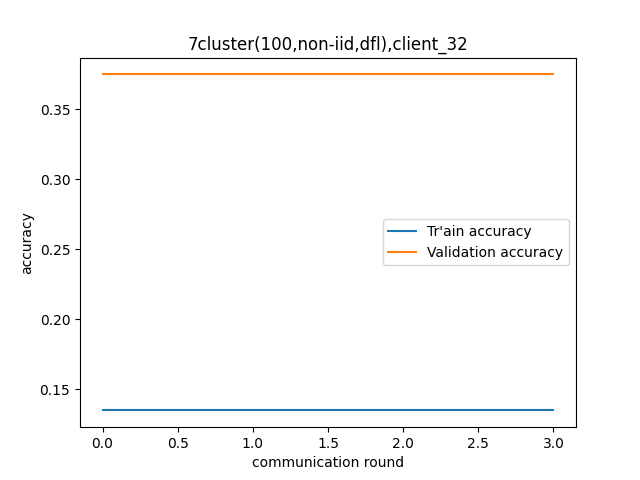 7cluster(100,non-iid,dfl),client_32
accuracy
0.35
0.30
0.25
0.20
0.15
Tr'ain accuracy
Validation accuracy
0.0 0.5 1.0 1.5 2.0 2.5 3.0
communication round